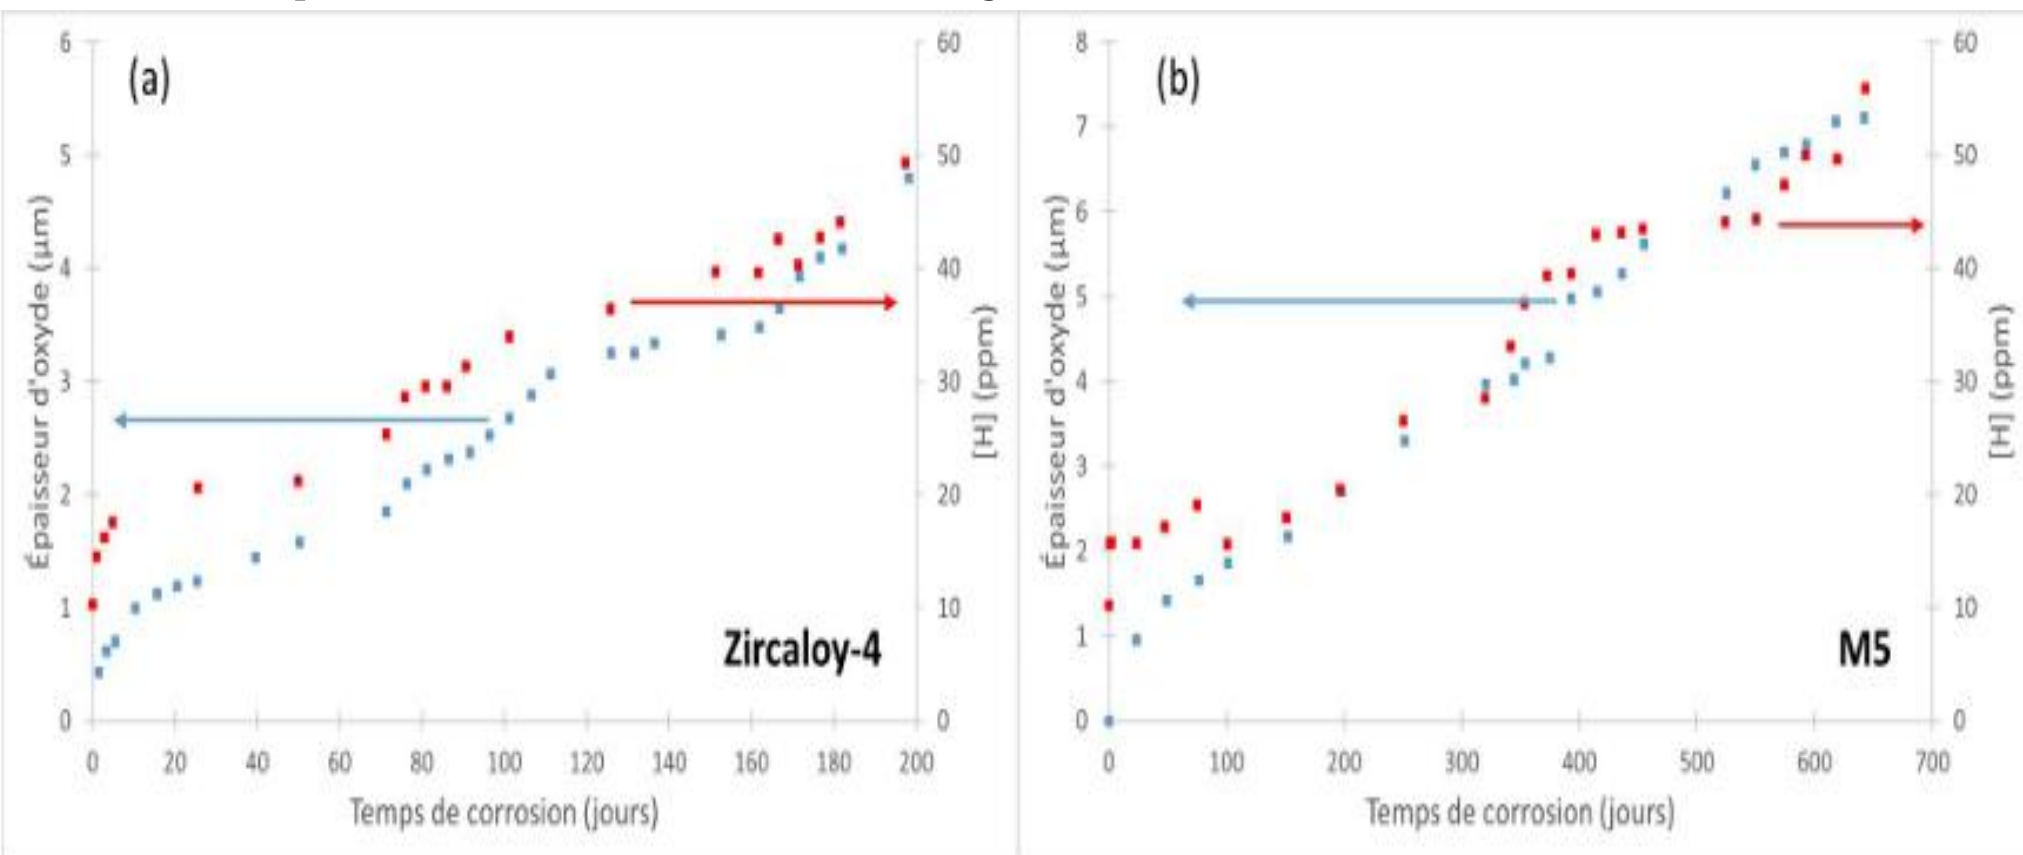 (a)
Épaisseur d'oxyde (µm)
6
5
4
3
2
1
0
60
50
40
30
20
10
0
[H] (ppm)
Zircaloy-4
0 20 40 60 80 100 120 140 160 180 200
Temps de corrosion (jours)
(b)
Épaisseur d'oxyde (µm)
8
7
6
5
4
3
2
1
0
60
50
40
30
20
10
0
[H] (ppm)
M5
0 100 200 300 400 500 600 700
Temps de corrosion (jours)